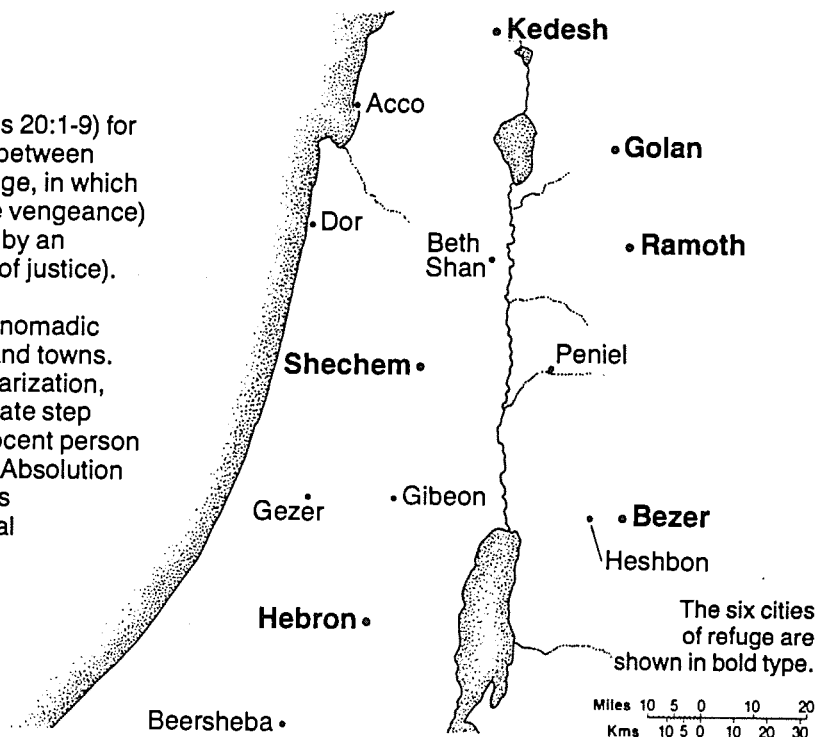 s 20:1-9) for
between
ge, in which
e vengeance)
by an
of justice).
nomadic
and towns.
arization,
ate step
ocent person
Absolution
s
al
Kedesh
Acco
Golan
Dor
Beth
Shan
Ramoth
Shechem
Peniel
Gezer
Gibeon
Bezer
Heshbon
Hebron
The six cities
of refuge are
shown in bold type.
Beersheba
Miles 10 5 0 10 20
Kms 10 5 0 10 20 30